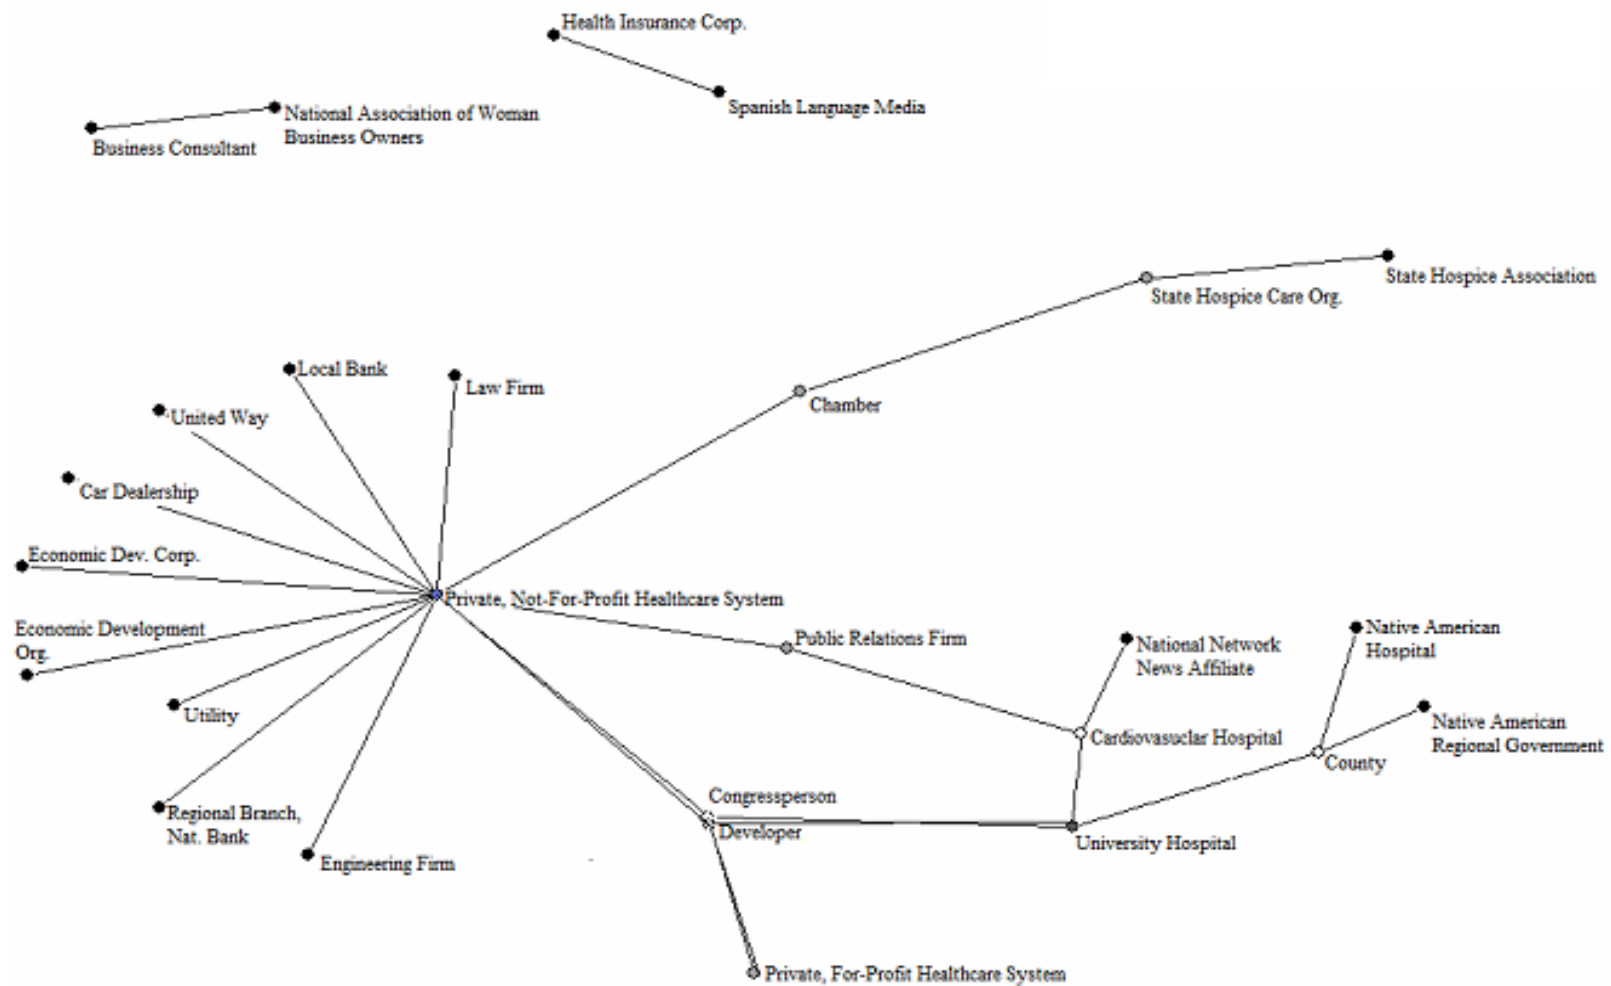 Health Insurance Corp.
Spanish Language Media
National Association of Woman
Business Owners
Business Consultant
State Hospice Association
State Hospice Care Org.
Local Bank
Law Firm
Chamber
United Way
Car Dealership
Economic Dev. Corp.
Private, Not-For-Profit Healthcare System
Economic Development
Org.
Public Relations Firm
National Network
News Affiliate
Native American
Hospital
Utility
Native American
Regional Government
Cardiovasuclar Hospital
County
Congressperson
Developer
Regional Branch,
Nat. Bank
University Hospital
Engineering Firm
Private, For-Profit Healthcare System